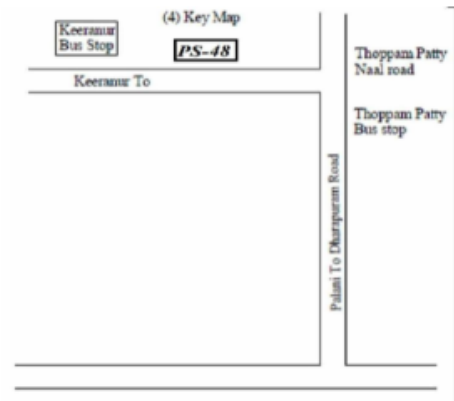 (4) Key Map
Keeranur
Bus Stop
PS-48
Keeranur To
Thoppam Patty
Naal road
Thoppam Patty
Bus stop
Palani To Dharapuram Road